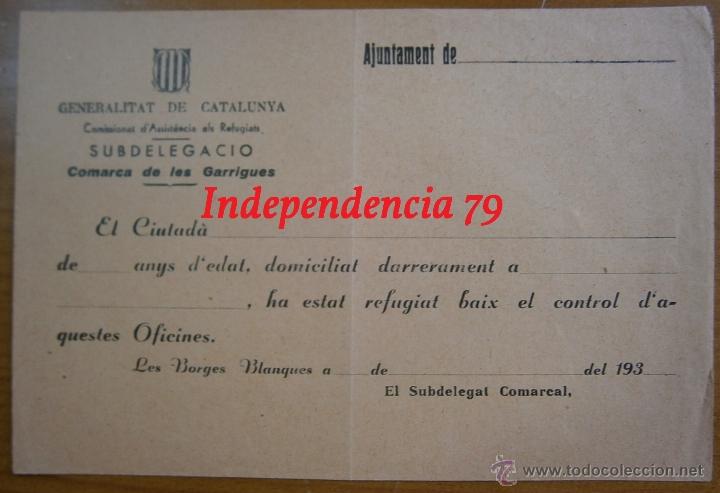 Ajuntament de
GENERALITAT DE CATALUNYA
Comissariat d'Assistència als Refugiats
SUBDELEGACIO
Comarca de les Garrigues
Independencia 79
El Ciutadà
de anys d'edat, domiciliat darrerament a
, ha estat refugiat baix el control d'a-
questes Oficines.
Les Borges Blanques a de del 193
El Subdelegat Comarcal,
© www.todocoleccion.net